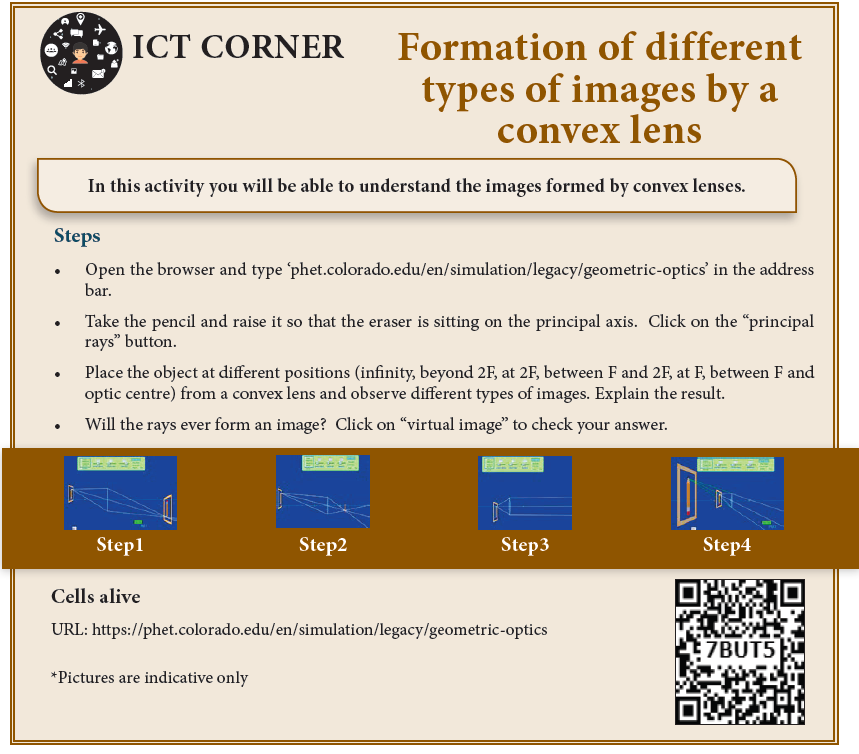 ICT CORNER
Formation of different
types of images by a
convex lens
In this activity you will be able to understand the images formed by convex lenses.
Steps
• Open the browser and type ‘phet.colorado.edu/en/simulation/legacy/geometric-optics’ in the address
bar.
• Take the pencil and raise it so that the eraser is sitting on the principal axis. Click on the “principal
rays” button.
• Place the object at different positions (infinity, beyond 2F, at 2F, between F and 2F, at F, between F and
optic centre) from a convex lens and observe different types of images. Explain the result.
• Will the rays ever form an image? Click on “virtual image” to check your answer.
Step1
Step2
Step3
Step4
Cells alive
URL: https://phet.colorado.edu/en/simulation/legacy/geometric-optics
7BUT5
*Pictures are indicative only